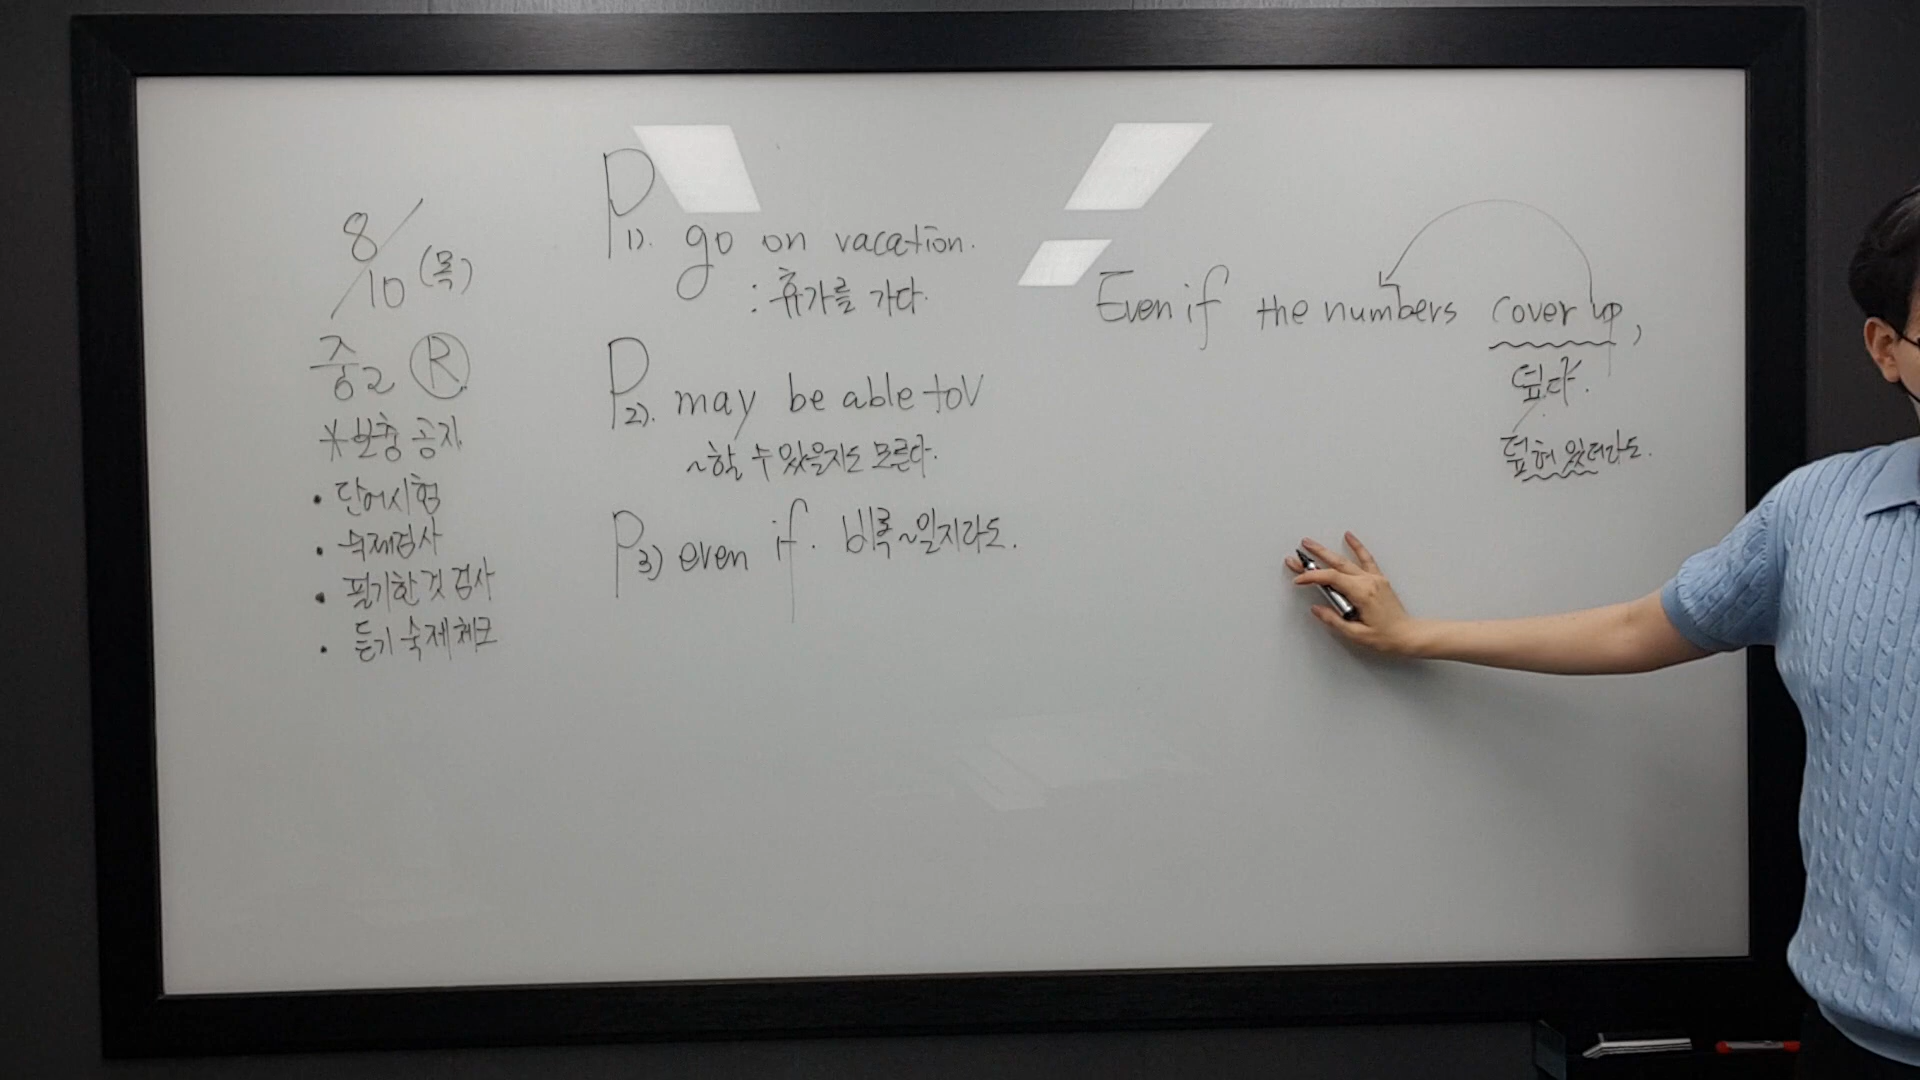 8/10 (목)
중2 Ⓡ
*보충 공지
• 단어시험
• 숙제검사
• 필기한것 검사
• 듣기 숙제 체크
P1). go on vacation.
: 휴가를 가다.
P2). may be able to V
~할 수 있을지도 모른다.
P3) even if. 비록~일지라도.
Even if the numbers cover up,
덮다.
덮혀 있더라도.